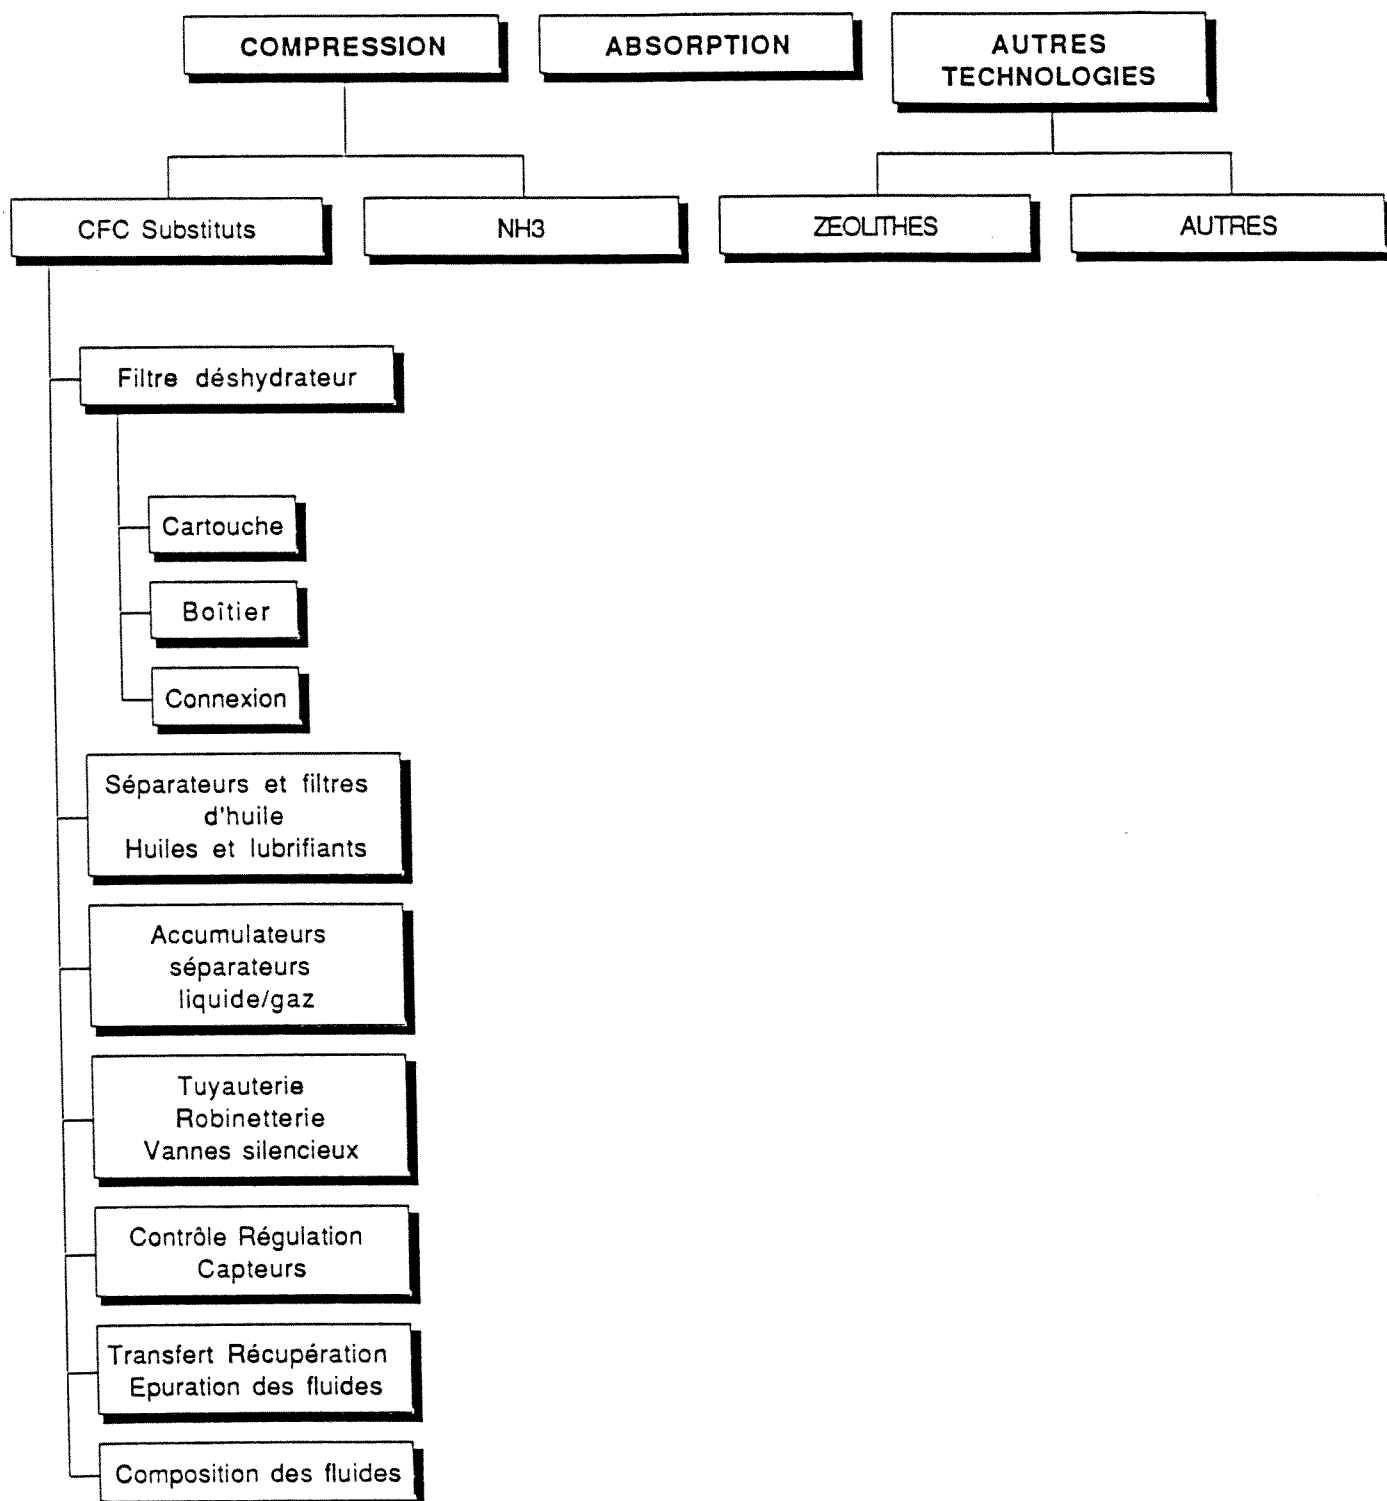 COMPRESSION
ABSORPTION
AUTRES
TECHNOLOGIES
CFC Substituts
NH3
ZEOLITHES
AUTRES
Filtre déshydrateur
Cartouche
Boîtier
Connexion
Séparateurs et filtres
d'huile
Huiles et lubrifiants
Accumulateurs
séparateurs
liquide/gaz
Tuyauterie
Robinetterie
Vannes silencieux
Contrôle Régulation
Capteurs
Transfert Récupération
Epuration des fluides
Composition des fluides